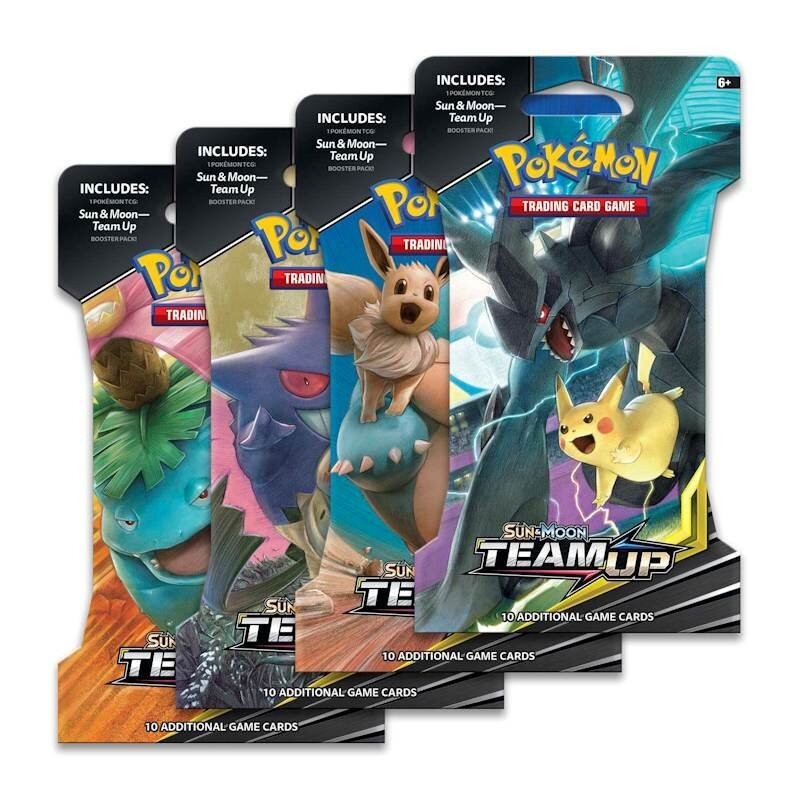 INCLUDES:
1 POKÉMON TCG:
Sun & Moon—
Team Up
BOOSTER PACK!
6+
POKÉMON
TRADING CARD GAME
SUN & MOON
TEAM UP
10 ADDITIONAL GAME CARDS
INCLUDES:
1 POKÉMON TCG:
Sun & Moon—
Team Up
BOOSTER PACK!
10 ADDITIONAL GAME CARDS
INCLUDES:
1 POKÉMON TCG:
Sun & Moon—
Team Up
BOOSTER PACK!
10 ADDITIONAL GAME CARDS
INCLUDES:
1 POKÉMON TCG:
Sun & Moon—
Team Up
BOOSTER PACK!
10 ADDITIONAL GAME CARDS